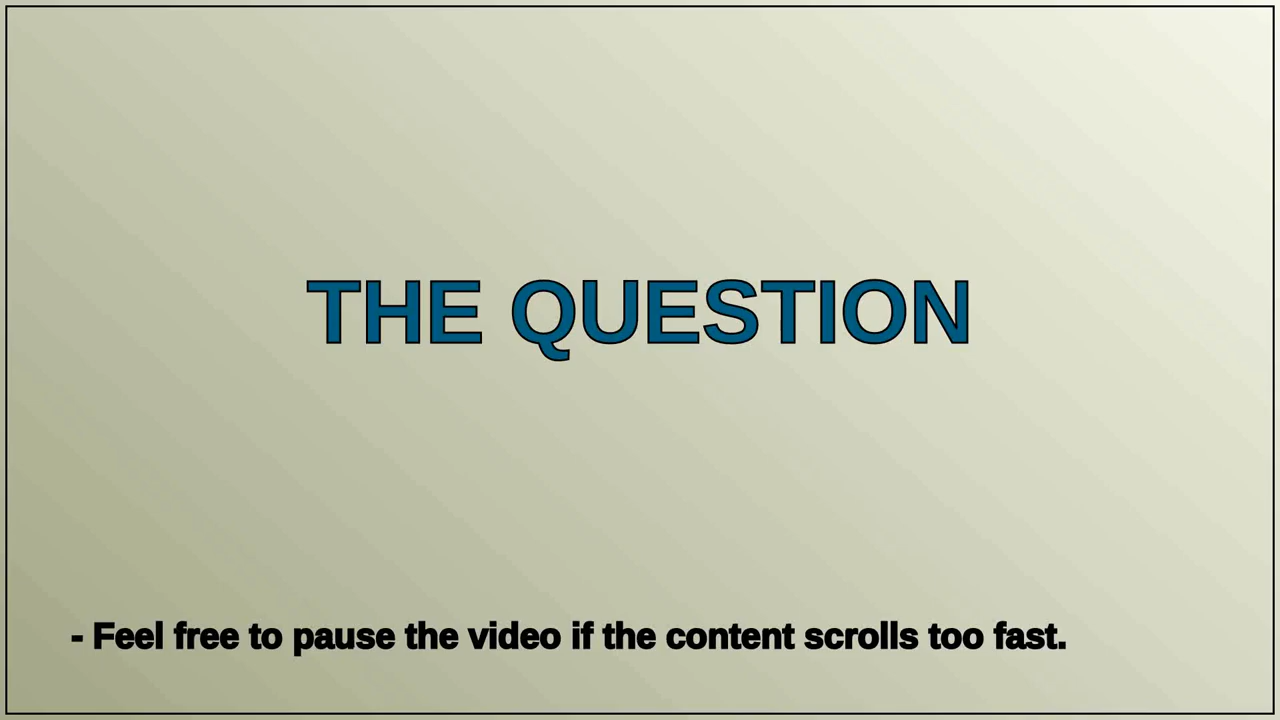 THE QUESTION
- Feel free to pause the video if the content scrolls too fast.